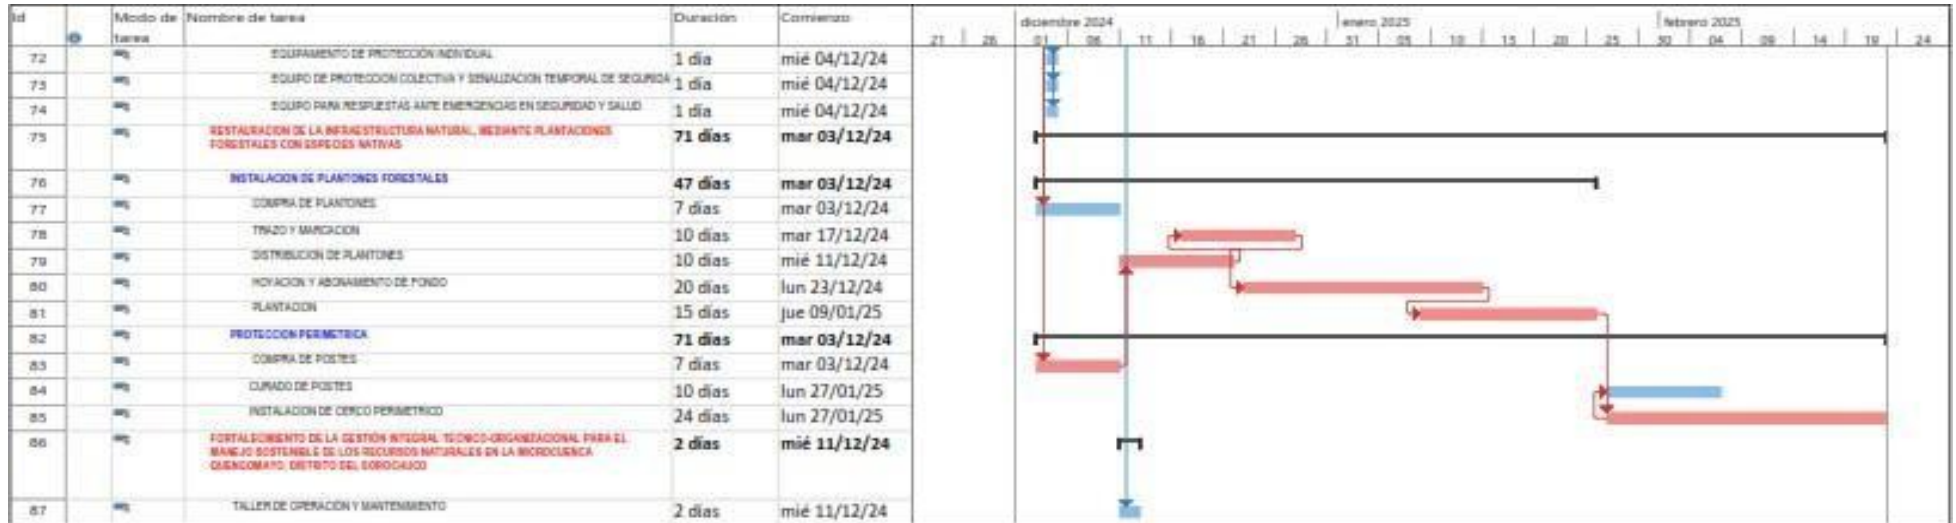 Id Modo de tarea Nombre de tarea Duración Comienzo
diciembre 2024 enero 2025 febrero 2025
21 26 01 06 11 16 21 26 31 05 10 15 20 25 30 04 09 14 19 24
72 EQUIPAMIENTO DE PROTECCIÓN INDIVIDUAL 1 día mié 04/12/24
73 EQUIPO DE PROTECCION COLECTIVA Y SEÑALIZACION TEMPORAL DE SEGURIDA 1 día mié 04/12/24
74 EQUIPO PARA RESPUESTAS ANTE EMERGENCIAS EN SEGURIDAD Y SALUD 1 día mié 04/12/24
75 RESTAURACION DE LA INFRAESTRUCTURA NATURAL, MEDIANTE PLANTACIONES 71 días mar 03/12/24
FORESTALES CON ESPECIES NATIVAS
76 INSTALACION DE PLANTONES FORESTALES 47 días mar 03/12/24
77 COMPRA DE PLANTONES 7 días mar 03/12/24
78 TRAZO Y MARCACION 10 días mar 17/12/24
79 DISTRIBUCION DE PLANTONES 10 días mié 11/12/24
80 HOYACION Y ABONAMIENTO DE FONDO 20 días lun 23/12/24
81 PLANTACION 15 días jue 09/01/25
82 PROTECCION PERIMETRICA 71 días mar 03/12/24
83 COMPRA DE POSTES 7 días mar 03/12/24
84 CURADO DE POSTES 10 días lun 27/01/25
85 INSTALACION DE CERCO PERIMETRICO 24 días lun 27/01/25
86 FORTALECIMIENTO DE LA GESTIÓN INTEGRAL TECNICO-ORGANIZACIONAL PARA EL 2 días mié 11/12/24
MANEJO SOSTENIBLE DE LOS RECURSOS NATURALES EN LA MICROCUENCA
QUENGOMAYO, DISTRITO DEL SOROCHUCO
87 TALLER DE OPERACIÓN Y MANTENIMIENTO 2 días mié 11/12/24